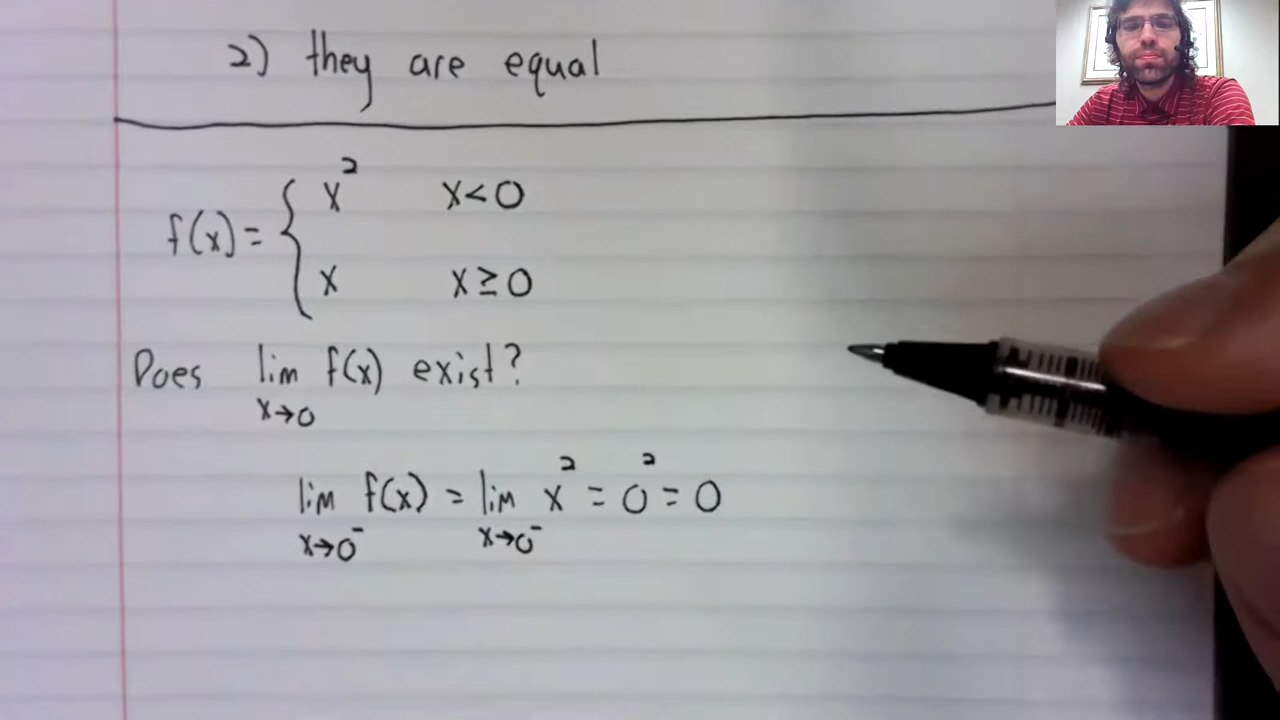 2) they are equal
f(x) = { x² x<0
x x≥0
Does lim f(x) exist?
x→0
lim f(x) = lim x² = 0² = 0
x→0⁻ x→0⁻